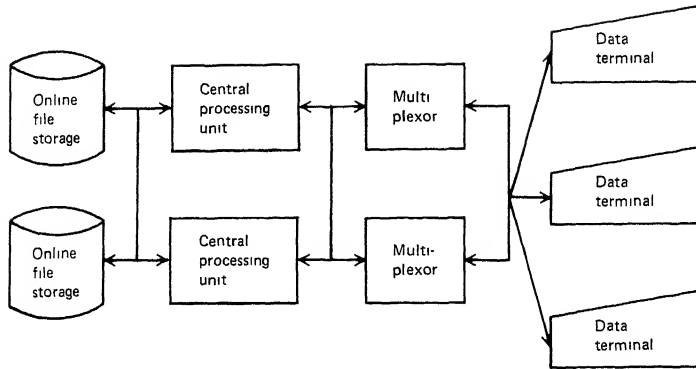 Data
terminal
Online
file
storage
Central
processing
unit
Multi
plexor
Data
terminal
Online
file
storage
Central
processing
unit
Multi-
plexor
Data
terminal